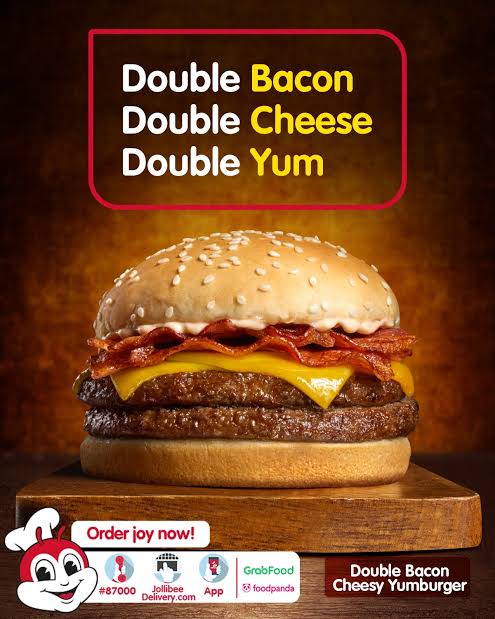 Double Bacon
Double Cheese
Double Yum
Order joy now!
#87000
Jollibee
Delivery.com
App
GrabFood
foodpanda
Double Bacon
Cheesy Yumburger